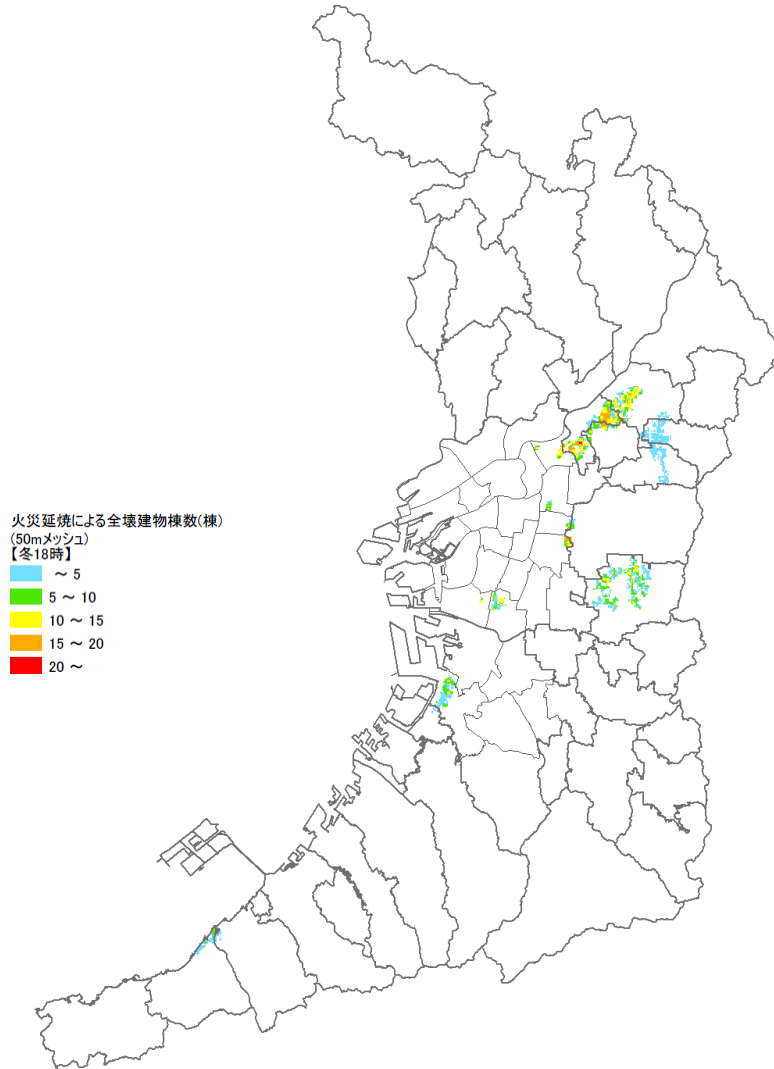 火災延焼による全壊建物棟数(棟)
(50mメッシュ)
【冬18時】
～ 5
5 ～ 10
10 ～ 15
15 ～ 20
20 ～